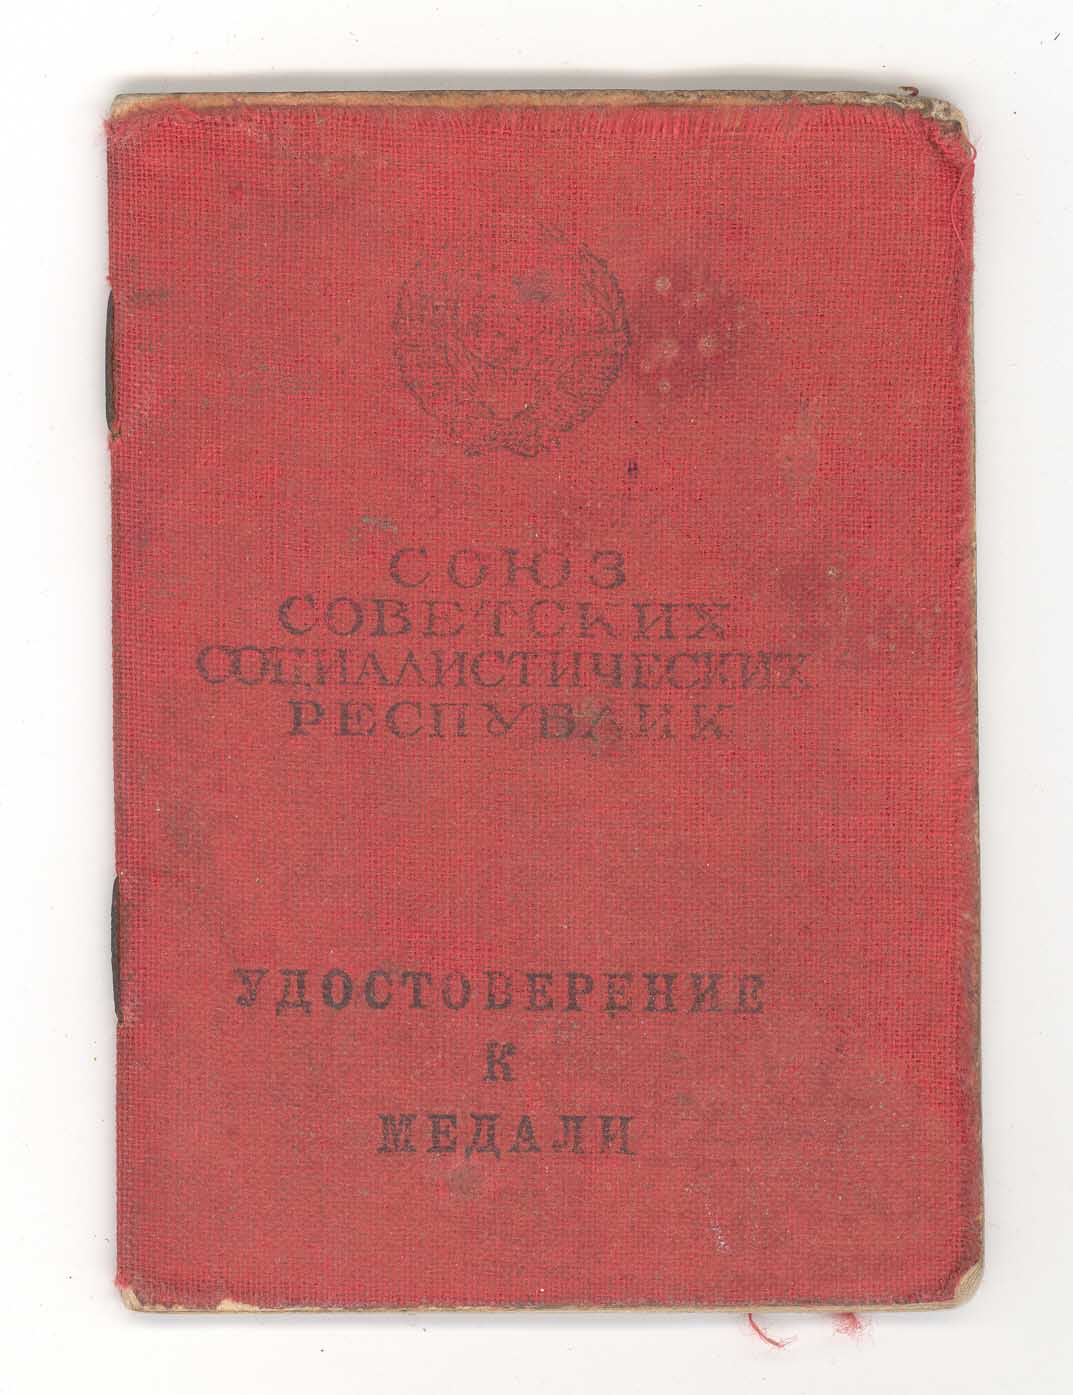 СОЮЗ
СОВЕТСКИХ
СОЦИАЛИСТИЧЕСКИХ
РЕСПУБЛИК
УДОСТОВЕРЕНИЕ
К
МЕДАЛИ